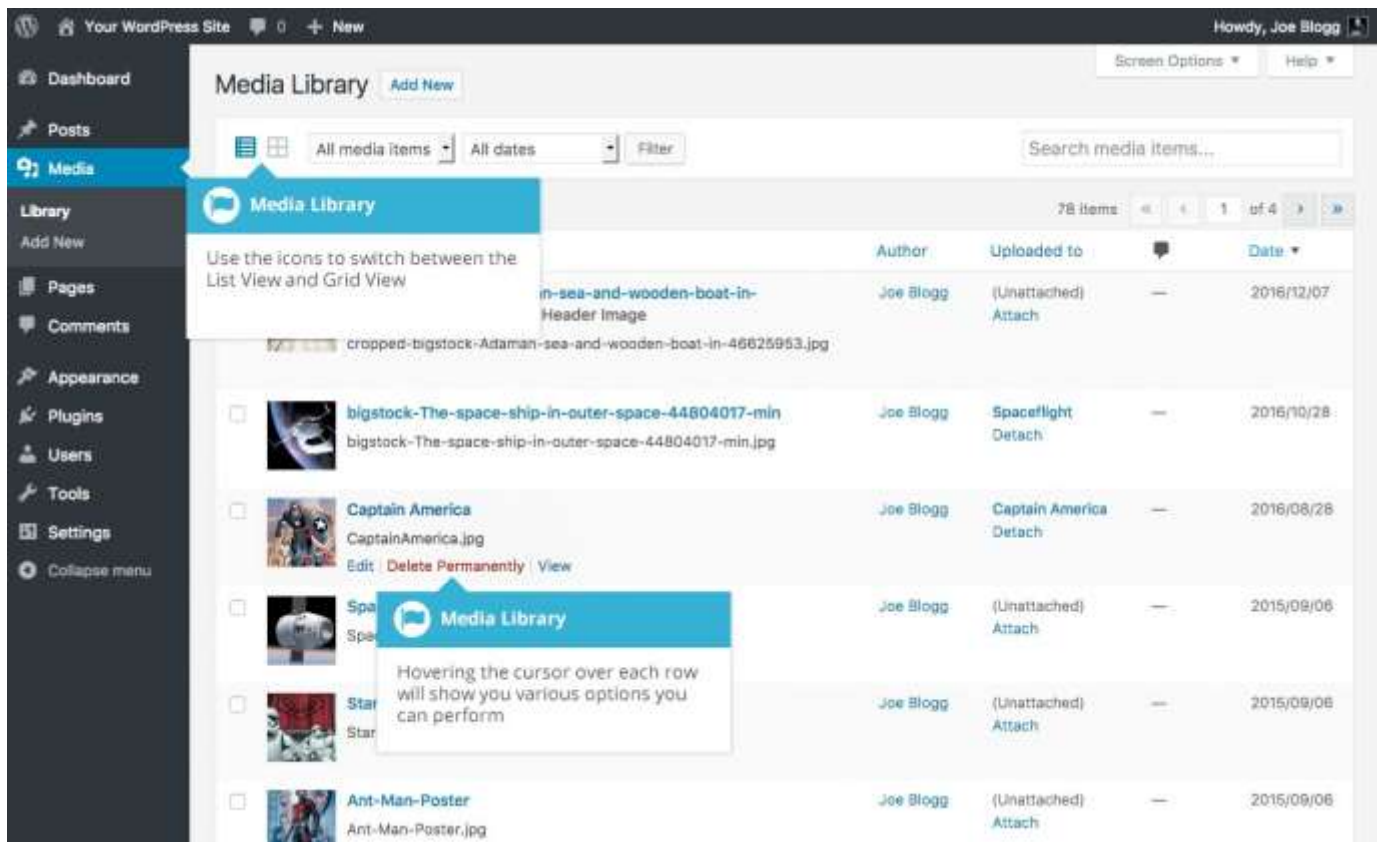 Your WordPress Site 0 + New Howdy, Joe Blogg
Dashboard
Posts
Media
Library
Add New
Pages
Comments
Appearance
Plugins
Users
Tools
Settings
Collapse menu
Screen Options Help
Media Library Add New
All media items All dates Filter Search media items...
Media Library
Use the icons to switch between the
List View and Grid View
78 items « ‹ 1 of 4 › »
Author Uploaded to Date
n-sea-and-wooden-boat-in- Joe Blogg (Unattached) — 2016/12/07
Header Image Attach
cropped-bigstock-Adaman-sea-and-wooden-boat-in-46625953.jpg
bigstock-The-space-ship-in-outer-space-44804017-min Joe Blogg Spaceflight — 2016/10/28
bigstock-The-space-ship-in-outer-space-44804017-min.jpg Detach
Captain America Joe Blogg Captain America — 2016/08/28
CaptainAmerica.jpg Detach
Edit | Delete Permanently | View
Spa Joe Blogg (Unattached) — 2015/09/06
Spac Attach
Media Library
Hovering the cursor over each row
will show you various options you
can perform
Star Joe Blogg (Unattached) — 2015/09/06
Star Attach
Ant-Man-Poster Joe Blogg (Unattached) — 2015/09/06
Ant-Man-Poster.jpg Attach